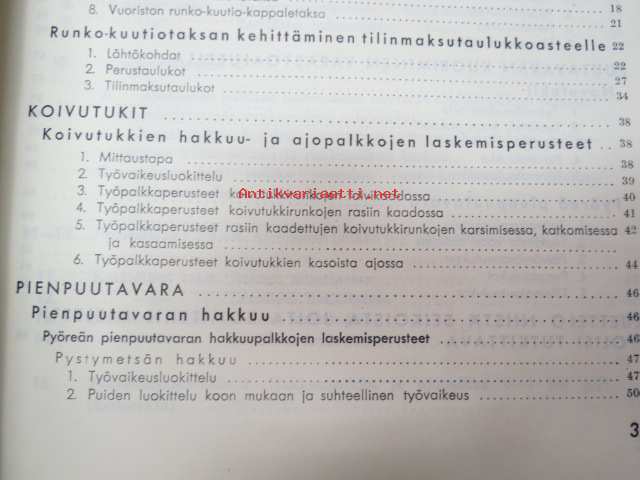 8. Vuoriston runko-kuutio-kappaletaksa 18
21
Runko-kuutiotaksan kehittäminen tilinmaksutaulukkoasteelle 22
1. Lähtökohdat 22
2. Perustaulukot 27
3. Tilinmaksutaulukot 34
KOIVUTUKIT 38
Koivutukkien hakkuu- ja ajopalkkojen laskemisperusteet 38
1. Mittaustapa 38
2. Työvaikeusluokittelu 39
3. Työpalkkaperusteet 40
Antikvariaatti.net
4. Työpalkkaperusteet koivutukkirunkojen rasiin kaadossa 41
5. Työpalkkaperusteet rasiin kaadettujen koivutukkirunkojen karsimisessa, katkomisessa 42
ja kasaamisessa
6. Työpalkkaperusteet koivutukkien kasoista ajossa 44
PIENPUUTAVARA 46
Pienpuutavaran hakkuu 46
Pyöreän pienpuutavaran hakkuupalkkojen laskemisperusteet 46
Pystymetsän hakkuu 47
1. Työvaikeusluokittelu 47
2. Puiden luokittelu koon mukaan ja suhteellinen työvaikeus 50
3